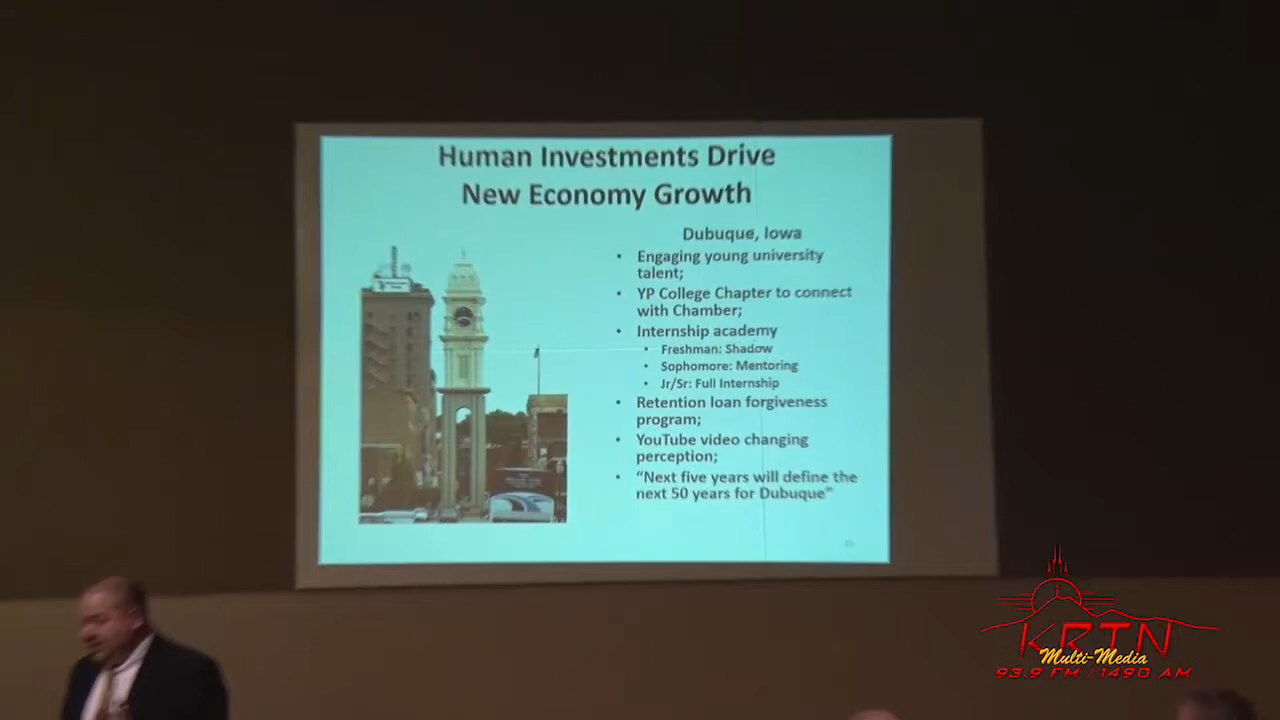 Human Investments Drive
New Economy Growth
Dubuque, Iowa
• Engaging young university
talent;
• YP College Chapter to connect
with Chamber;
• Internship academy
• Freshman: Shadow
• Sophomore: Mentoring
• Jr/Sr: Full Internship
• Retention loan forgiveness
program;
• YouTube video changing
perception;
• “Next five years will define the
next 50 years for Dubuque”
KRTN
Multi-Media
93.9 FM / 1490 AM